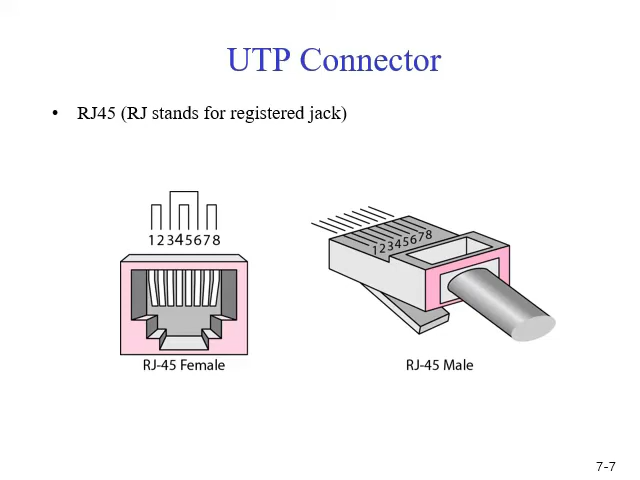 UTP Connector
• RJ45 (RJ stands for registered jack)
12345678
12345678
RJ-45 Female
RJ-45 Male
7-7